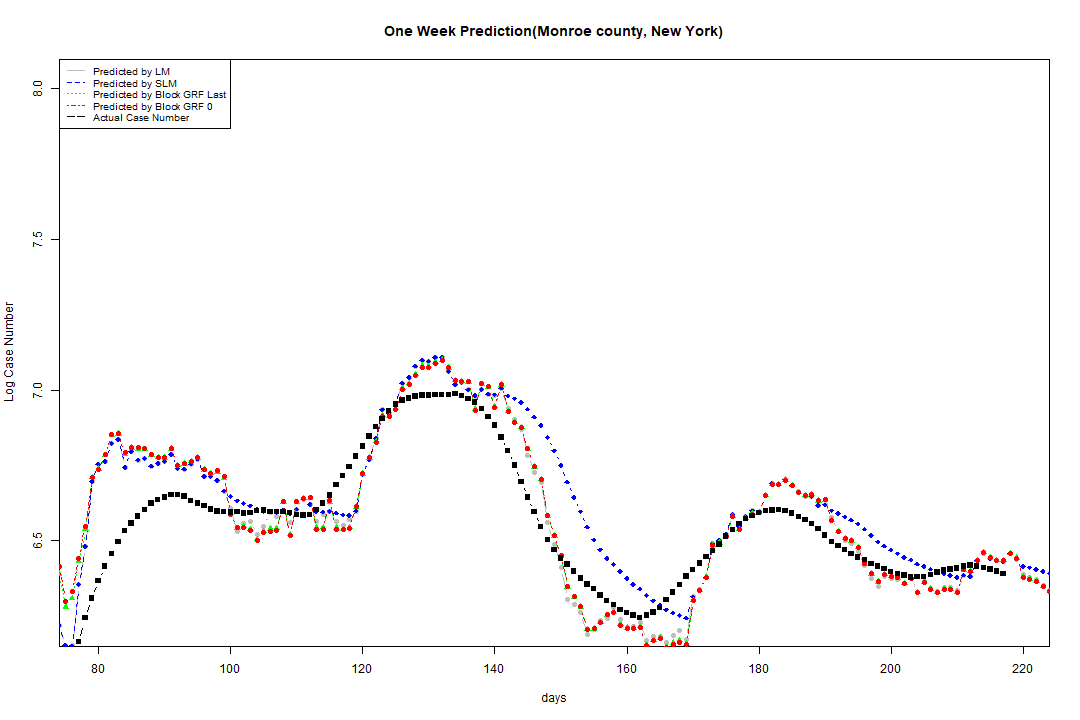 One Week Prediction(Monroe county, New York)
Predicted by LM
Predicted by SLM
Predicted by Block GRF Last
Predicted by Block GRF 0
Actual Case Number
8.0
7.5
7.0
6.5
Log Case Number
80 100 120 140 160 180 200 220
days